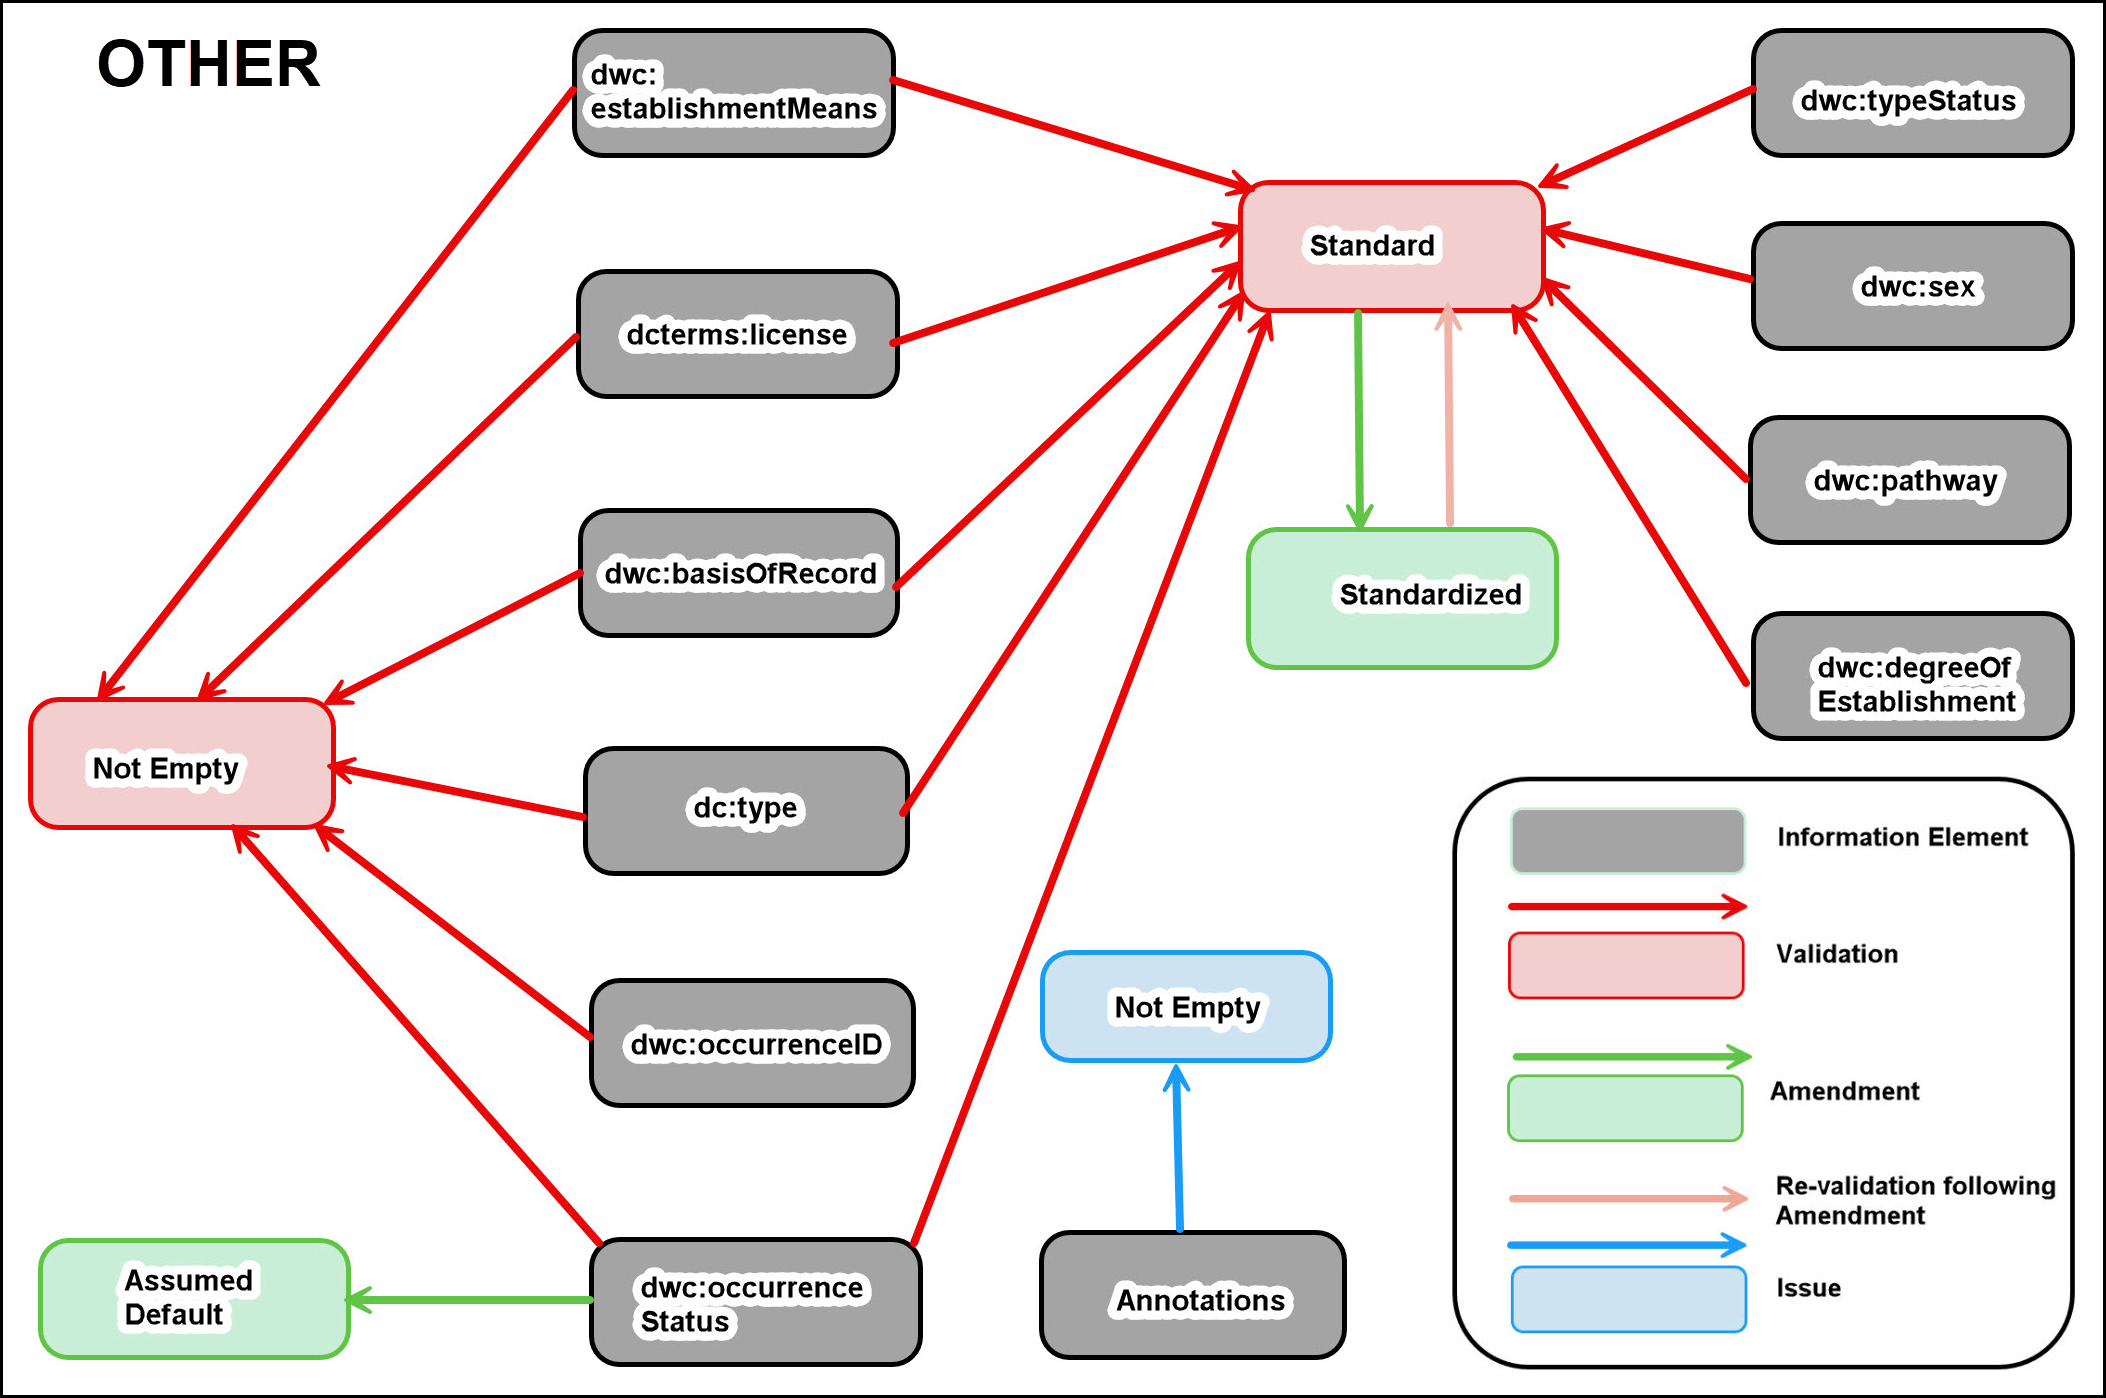 OTHER
dwc:
establishmentMeans
dwc:typeStatus
Standard
dwc:sex
dcterms:license
dwc:pathway
dwc:basisOfRecord
Standardized
dwc:degreeOf
Establishment
Not Empty
dc:type
dwc:occurrenceID
Not Empty
Assumed
Default
dwc:occurrence
Status
Annotations
Information Element
Validation
Amendment
Re-validation following
Amendment
Issue